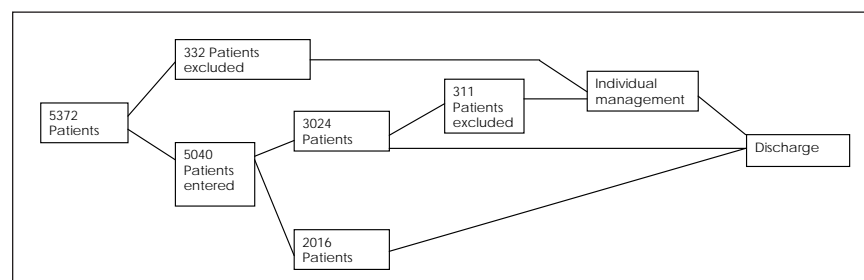 332 Patients
excluded
5372
Patients
5040
Patients
entered
3024
Patients
2016
Patients
311
Patients
excluded
Individual
management
Discharge